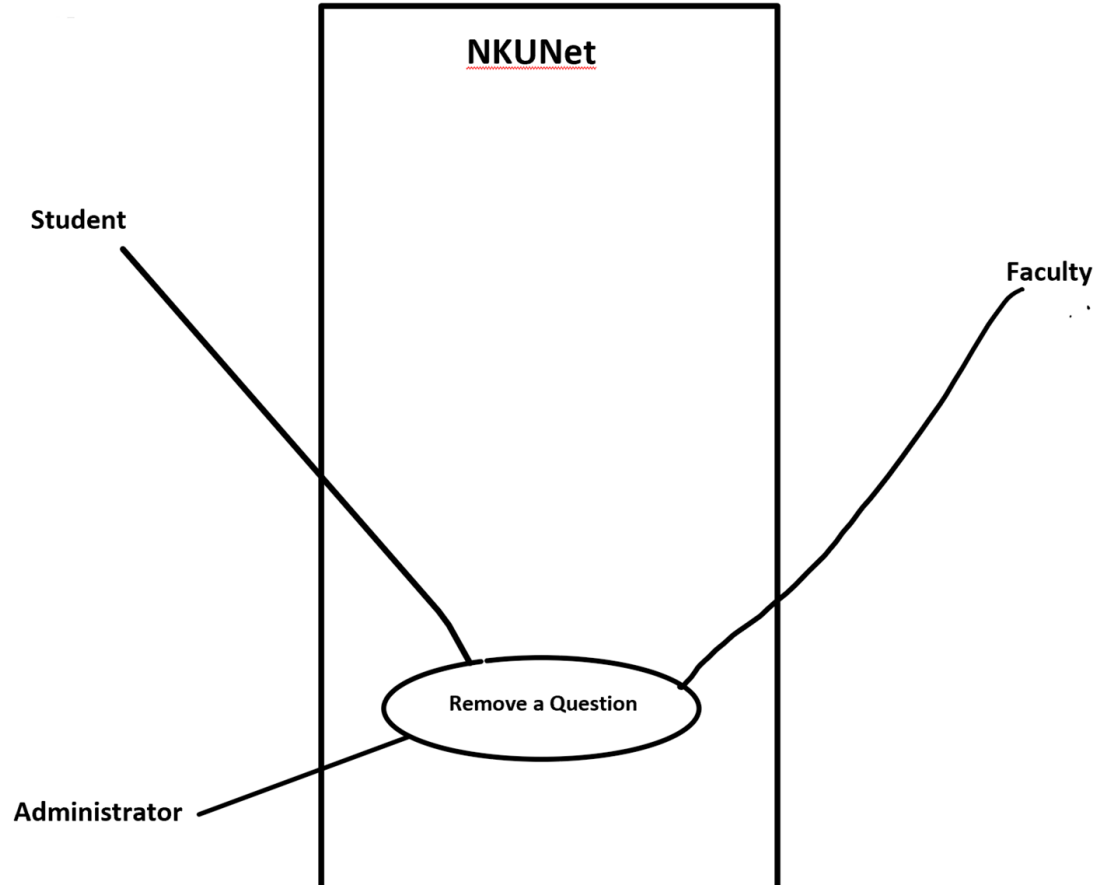 NKUNet
Student
Faculty
Remove a Question
Administrator